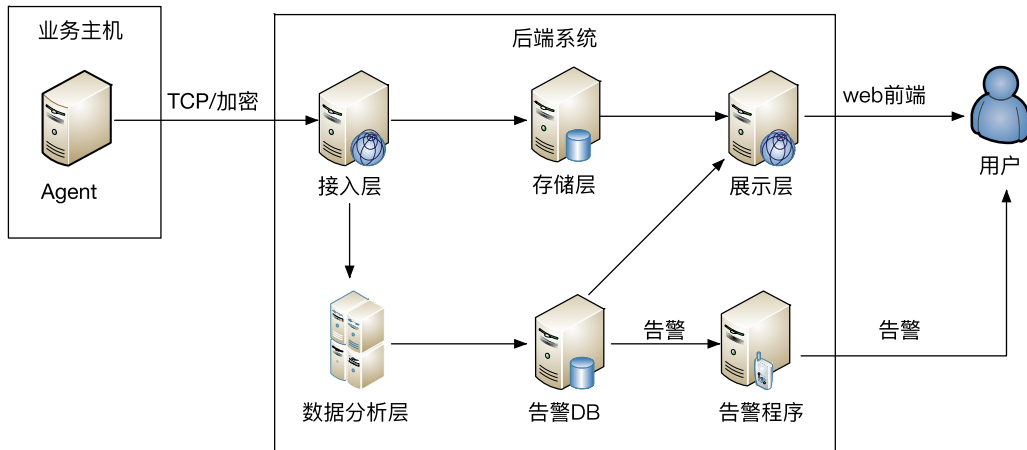 业务主机
后端系统
TCP/加密
web前端
Agent
接入层
存储层
展示层
用户
告警
告警
数据分析层
告警DB
告警程序